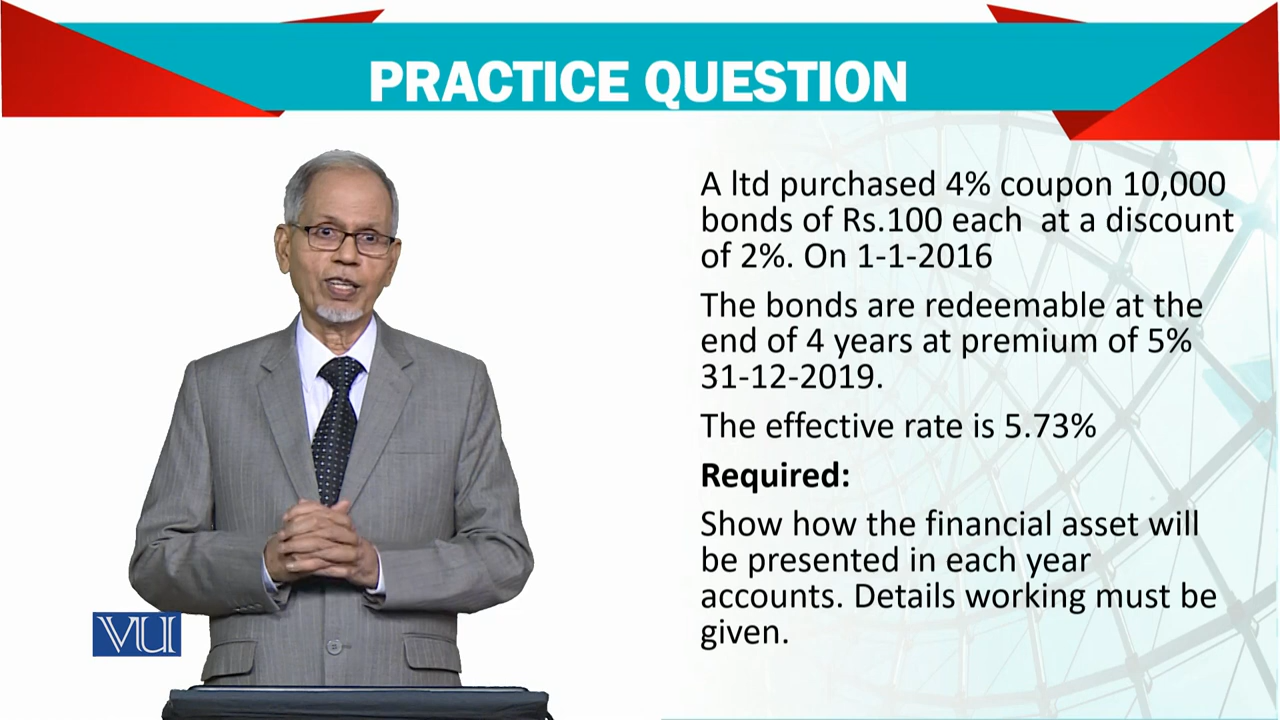 PRACTICE QUESTION
A ltd purchased 4% coupon 10,000
bonds of Rs.100 each at a discount
of 2%. On 1-1-2016
The bonds are redeemable at the
end of 4 years at premium of 5%
31-12-2019.
The effective rate is 5.73%
Required:
Show how the financial asset will
be presented in each year
accounts. Details working must be
given.
VU